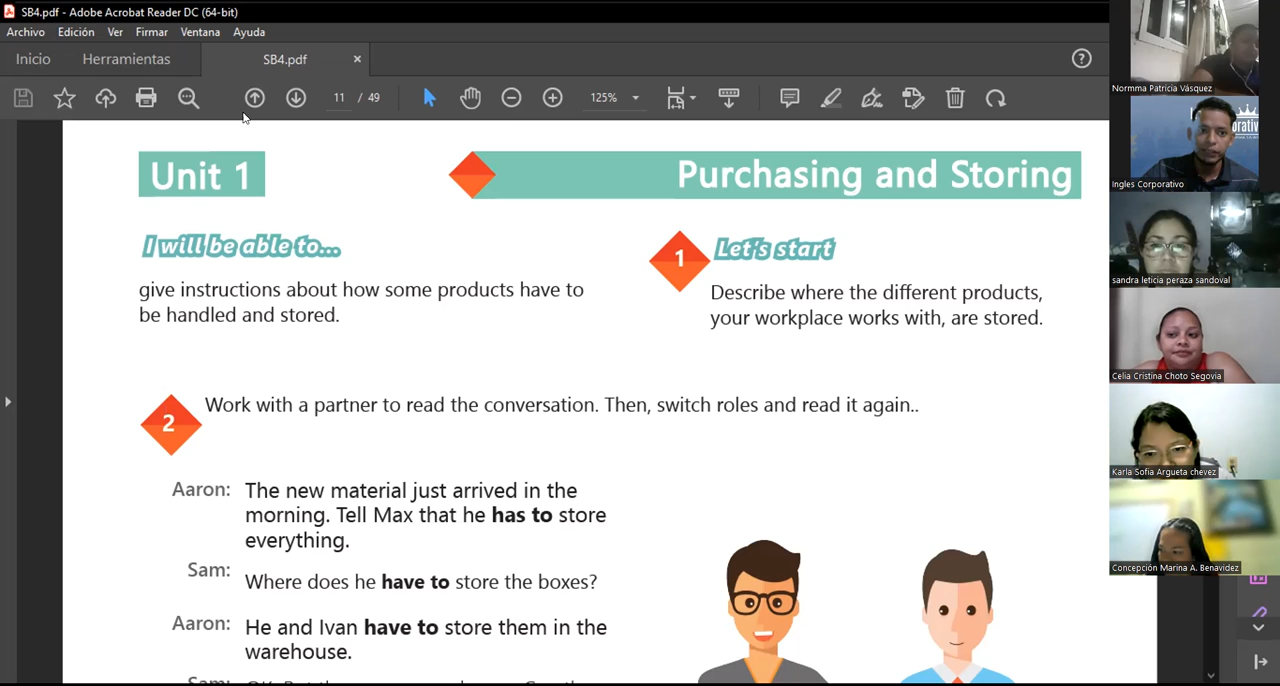 SB4.pdf - Adobe Acrobat Reader DC (64-bit)
Archivo Edición Ver Firmar Ventana Ayuda
Inicio Herramientas SB4.pdf ×
11 / 49 125%
Unit 1
Purchasing and Storing
I will be able to...
give instructions about how some products have to
be handled and stored.
1 Let's start
Describe where the different products,
your workplace works with, are stored.
2 Work with a partner to read the conversation. Then, switch roles and read it again..
Aaron: The new material just arrived in the
morning. Tell Max that he has to store
everything.
Sam: Where does he have to store the boxes?
Aaron: He and Ivan have to store them in the
warehouse.
Normma Patricia Vásquez
Ingles Corporativo
sandra leticia peraza sandoval
Celia Cristina Choto Segovia
Karla Sofia Argueta chevez
Concepción Marina A. Benavidez